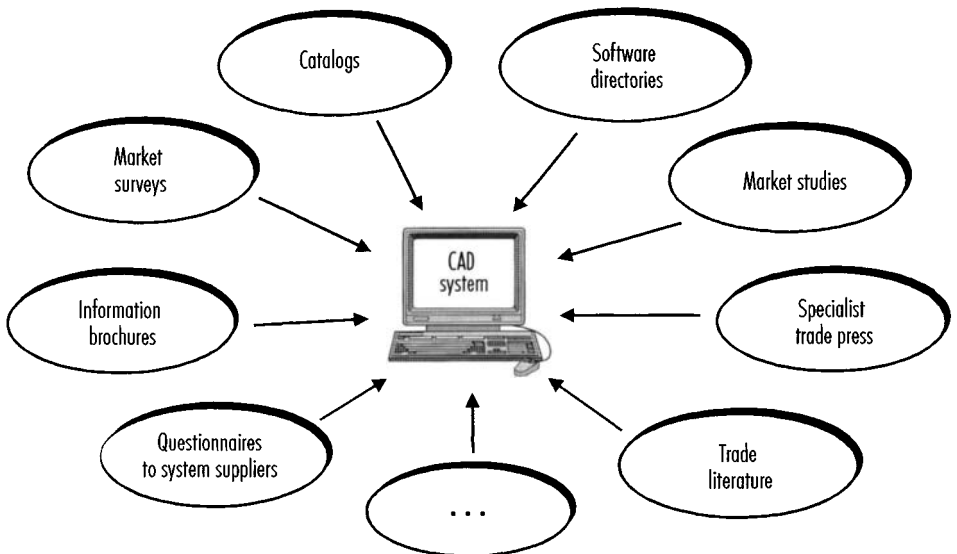 Catalogs
Software
directories
Market
surveys
Market studies
CAD
system
Information
brochures
Specialist
trade press
Questionnaires
to system suppliers
Trade
literature
...